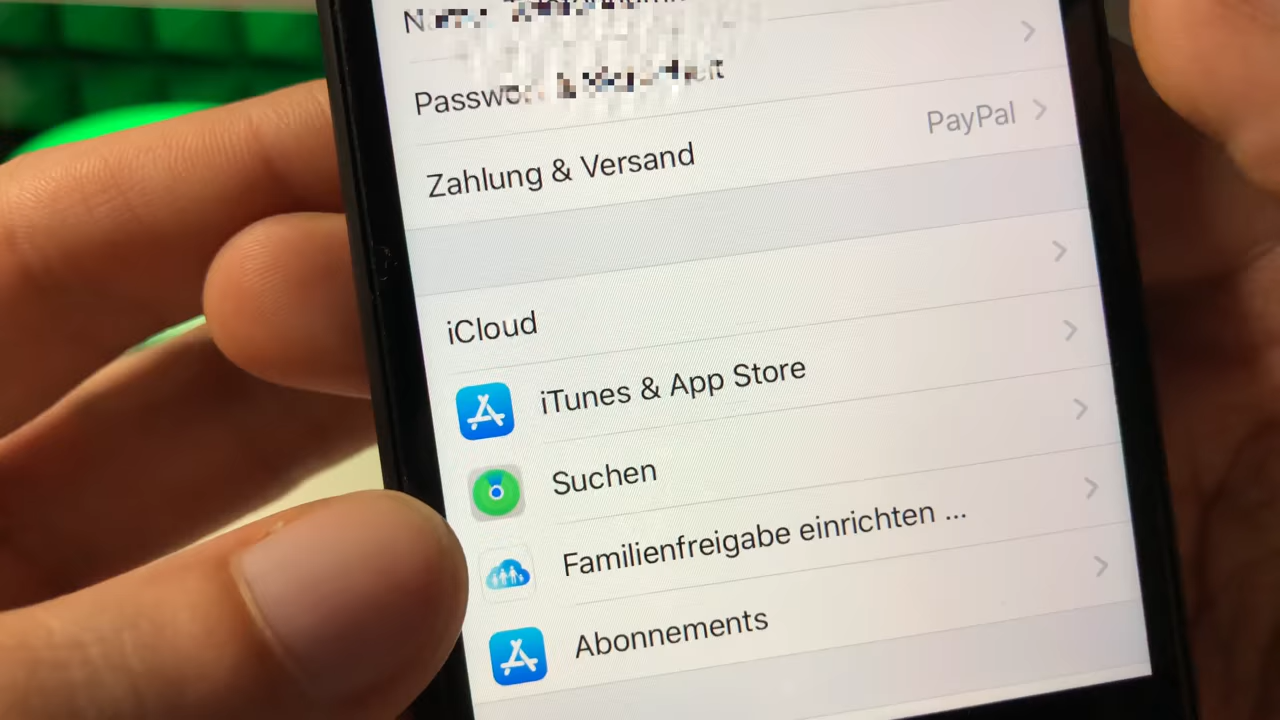 Zahlung & Versand
PayPal
iCloud
iTunes & App Store
Suchen
Familienfreigabe einrichten ...
Abonnements